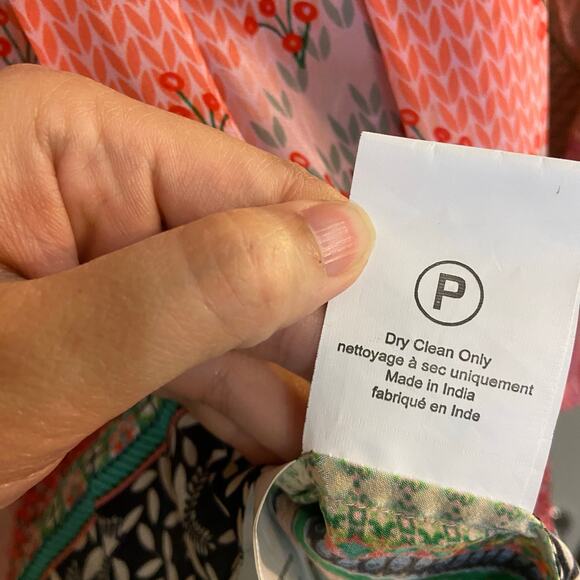 P
Dry Clean Only
nettoyage à sec uniquement
Made in India
fabriqué en Inde